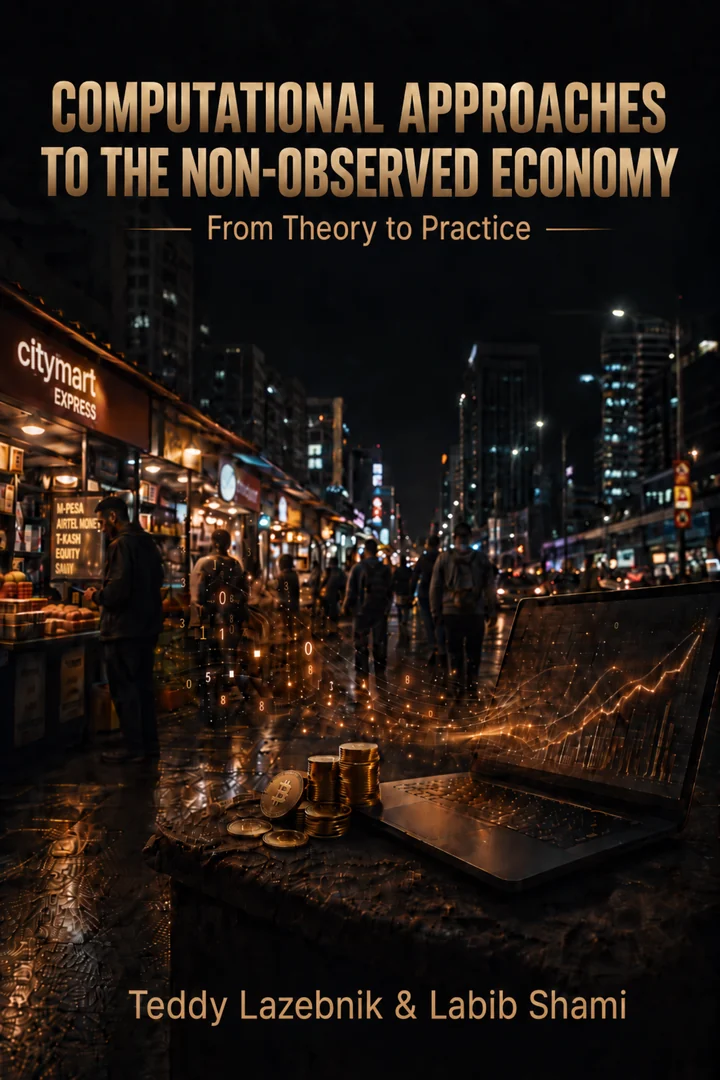 COMPUTATIONAL APPROACHES
TO THE NON-OBSERVED ECONOMY
From Theory to Practice
citymart
EXPRESS
M-PESA
AIRTEL MONEY
T-KASH
EQUITY
Teddy Lazebnik & Labib Shami